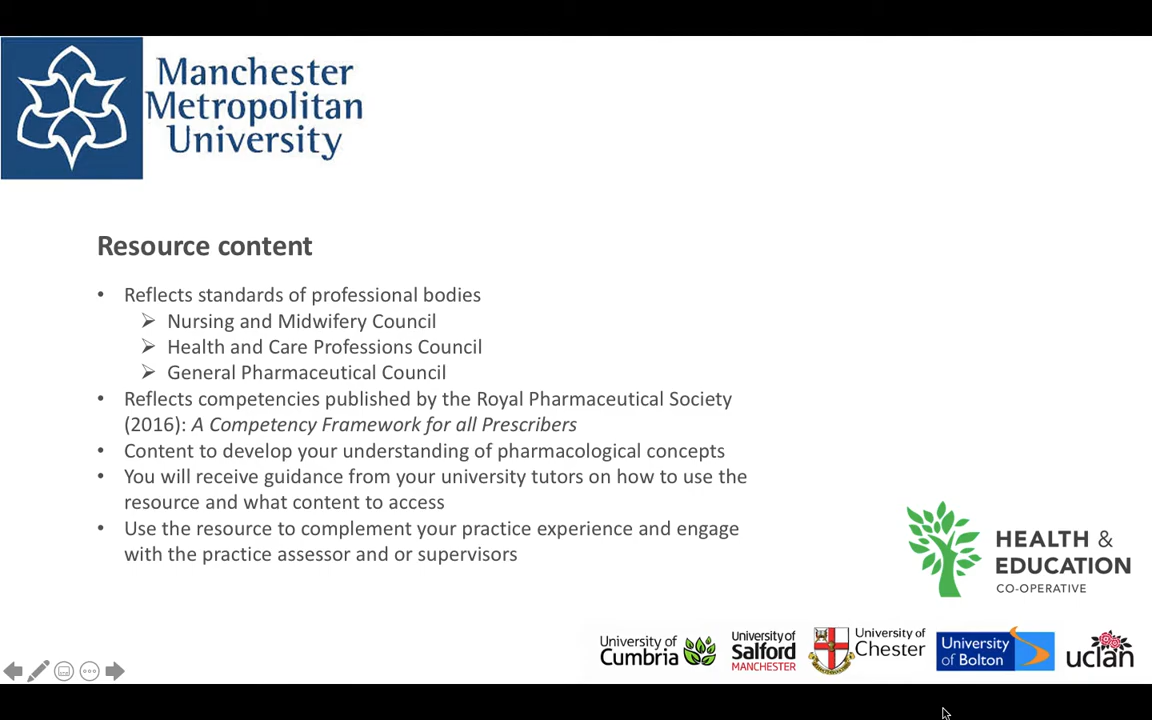 Manchester
Metropolitan
University
Resource content
• Reflects standards of professional bodies
➢ Nursing and Midwifery Council
➢ Health and Care Professions Council
➢ General Pharmaceutical Council
• Reflects competencies published by the Royal Pharmaceutical Society
(2016): A Competency Framework for all Prescribers
• Content to develop your understanding of pharmacological concepts
• You will receive guidance from your university tutors on how to use the
resource and what content to access
• Use the resource to complement your practice experience and engage
with the practice assessor and or supervisors
HEALTH &
EDUCATION
CO-OPERATIVE
University of
Cumbria
University of
Salford
MANCHESTER
University of
Chester
University
of Bolton
uclan